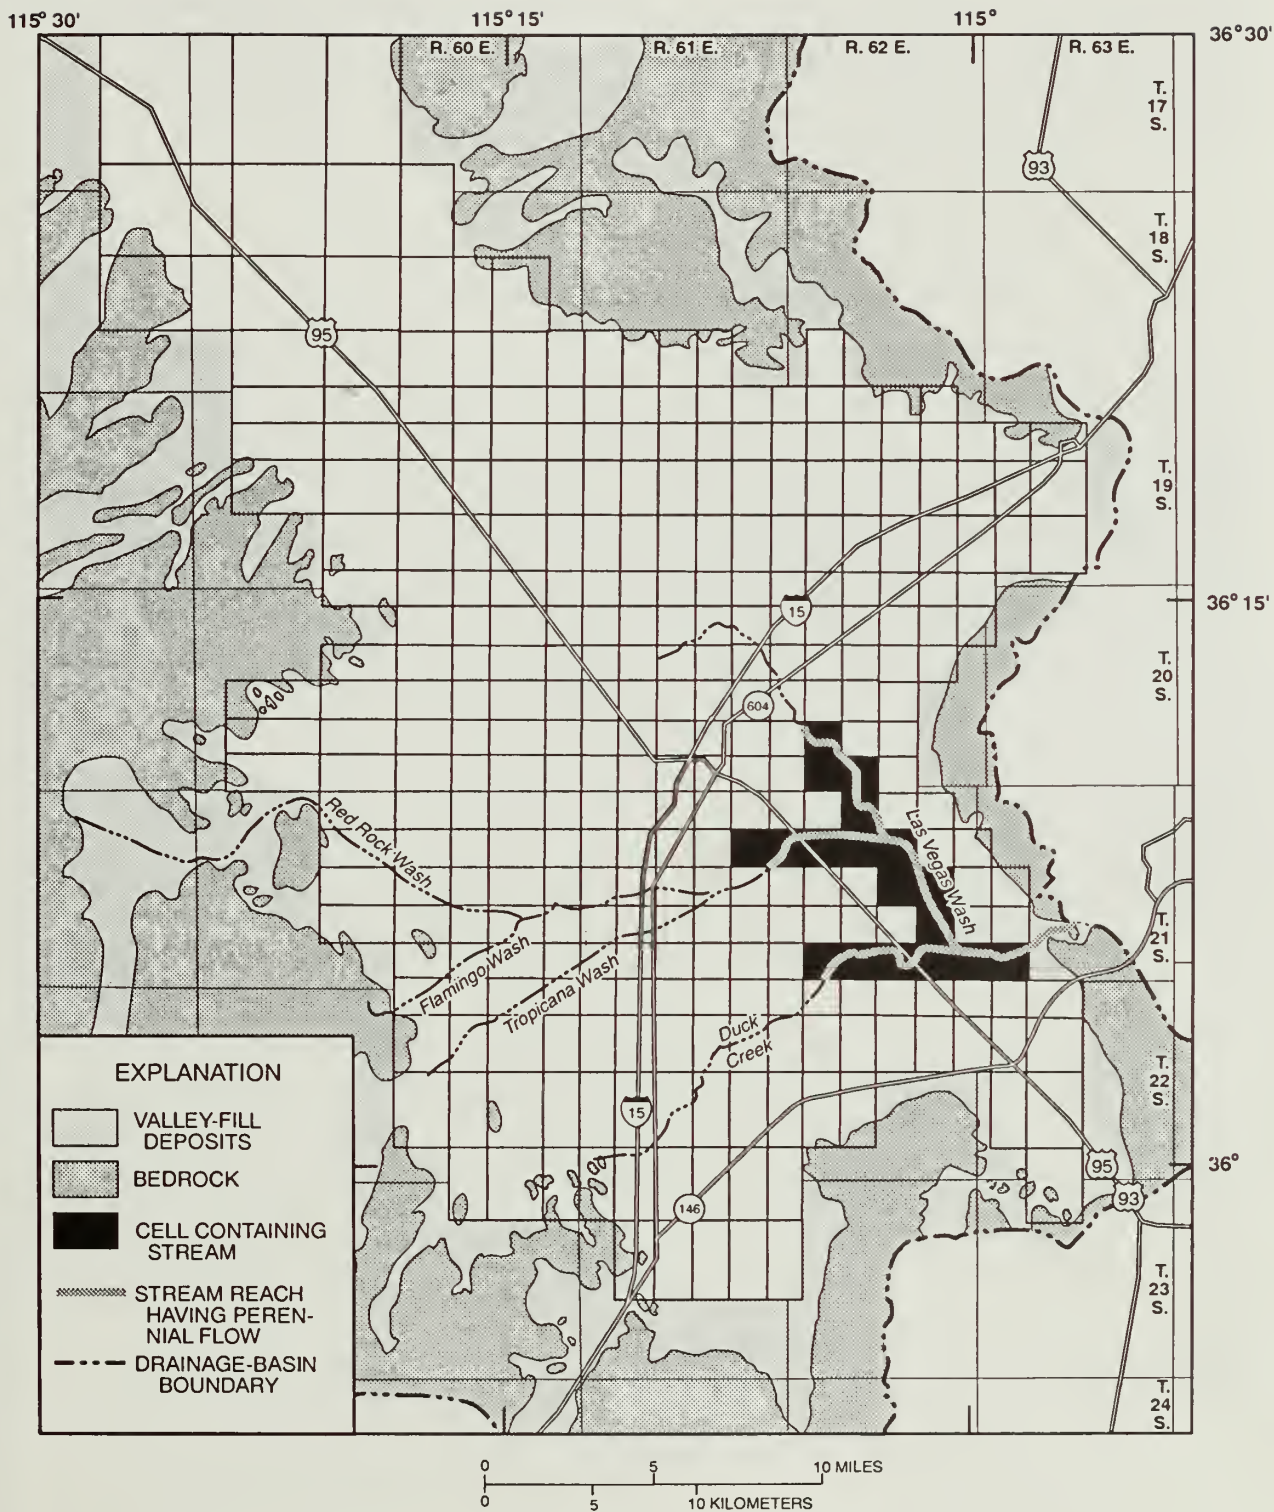 115° 30'
115° 15'
115°
36° 30'
R. 60 E.
R. 61 E.
R. 62 E.
R. 63 E.
T.
17
S.
93
T.
18
S.
95
T.
19
S.
15
36° 15'
T.
20
S.
604
Red Rock Wash
Las Vegas Wash
T.
21
S.
Flamingo Wash
Tropicana Wash
Duck
Creek
T.
22
S.
15
95
36°
93
146
T.
23
S.
T.
24
S.
EXPLANATION
VALLEY-FILL
DEPOSITS
BEDROCK
CELL CONTAINING
STREAM
STREAM REACH
HAVING PEREN-
NIAL FLOW
DRAINAGE-BASIN
BOUNDARY
0 5 10 MILES
0 5 10 KILOMETERS